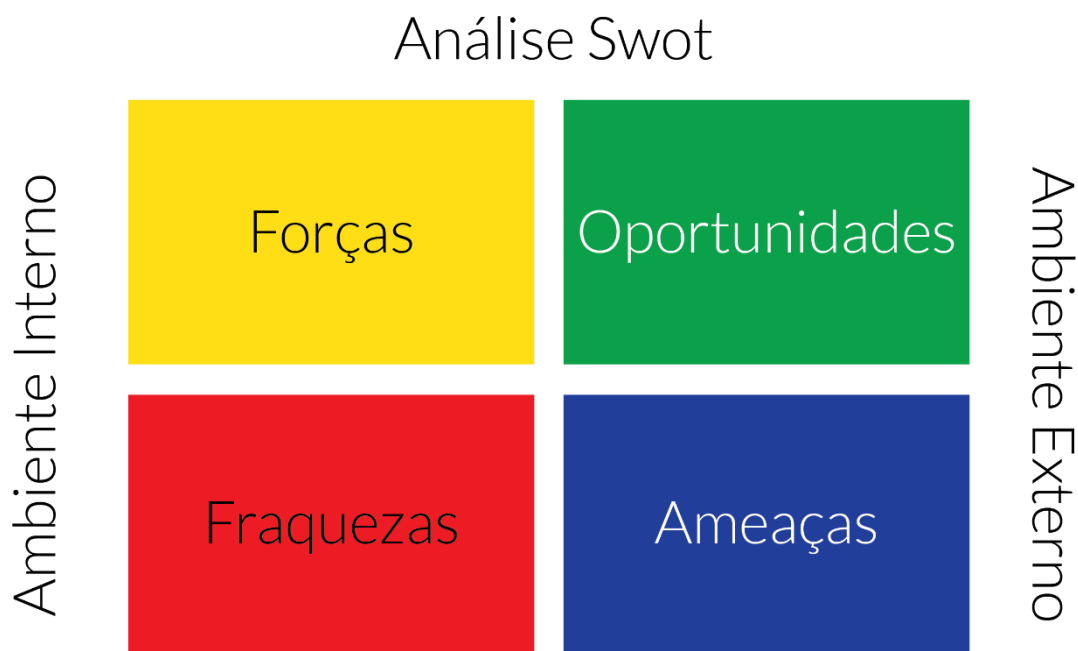 Análise Swot
Ambiente Interno
Forças
Oportunidades
Fraquezas
Ameaças
Ambiente Externo